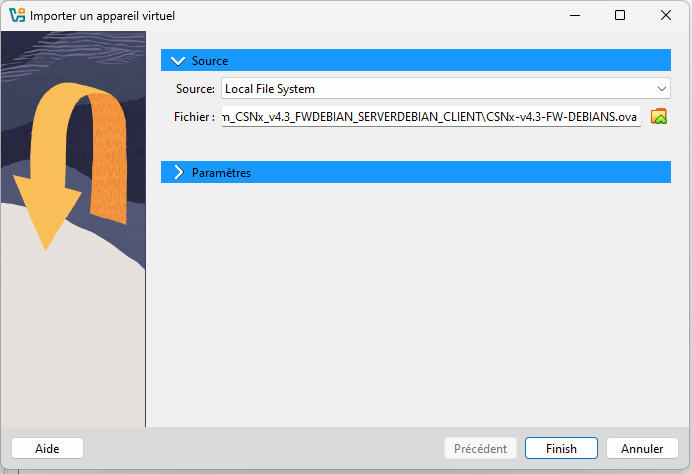 Importer un appareil virtuel
Source
Source: Local File System
Fichier : m_CSNx_v4.3_FWDEBIAN_SERVERDEBIAN_CLIENT\CSNx-v4.3-FW-DEBIANS.ova
Paramètres
Aide Précédent Finish Annuler